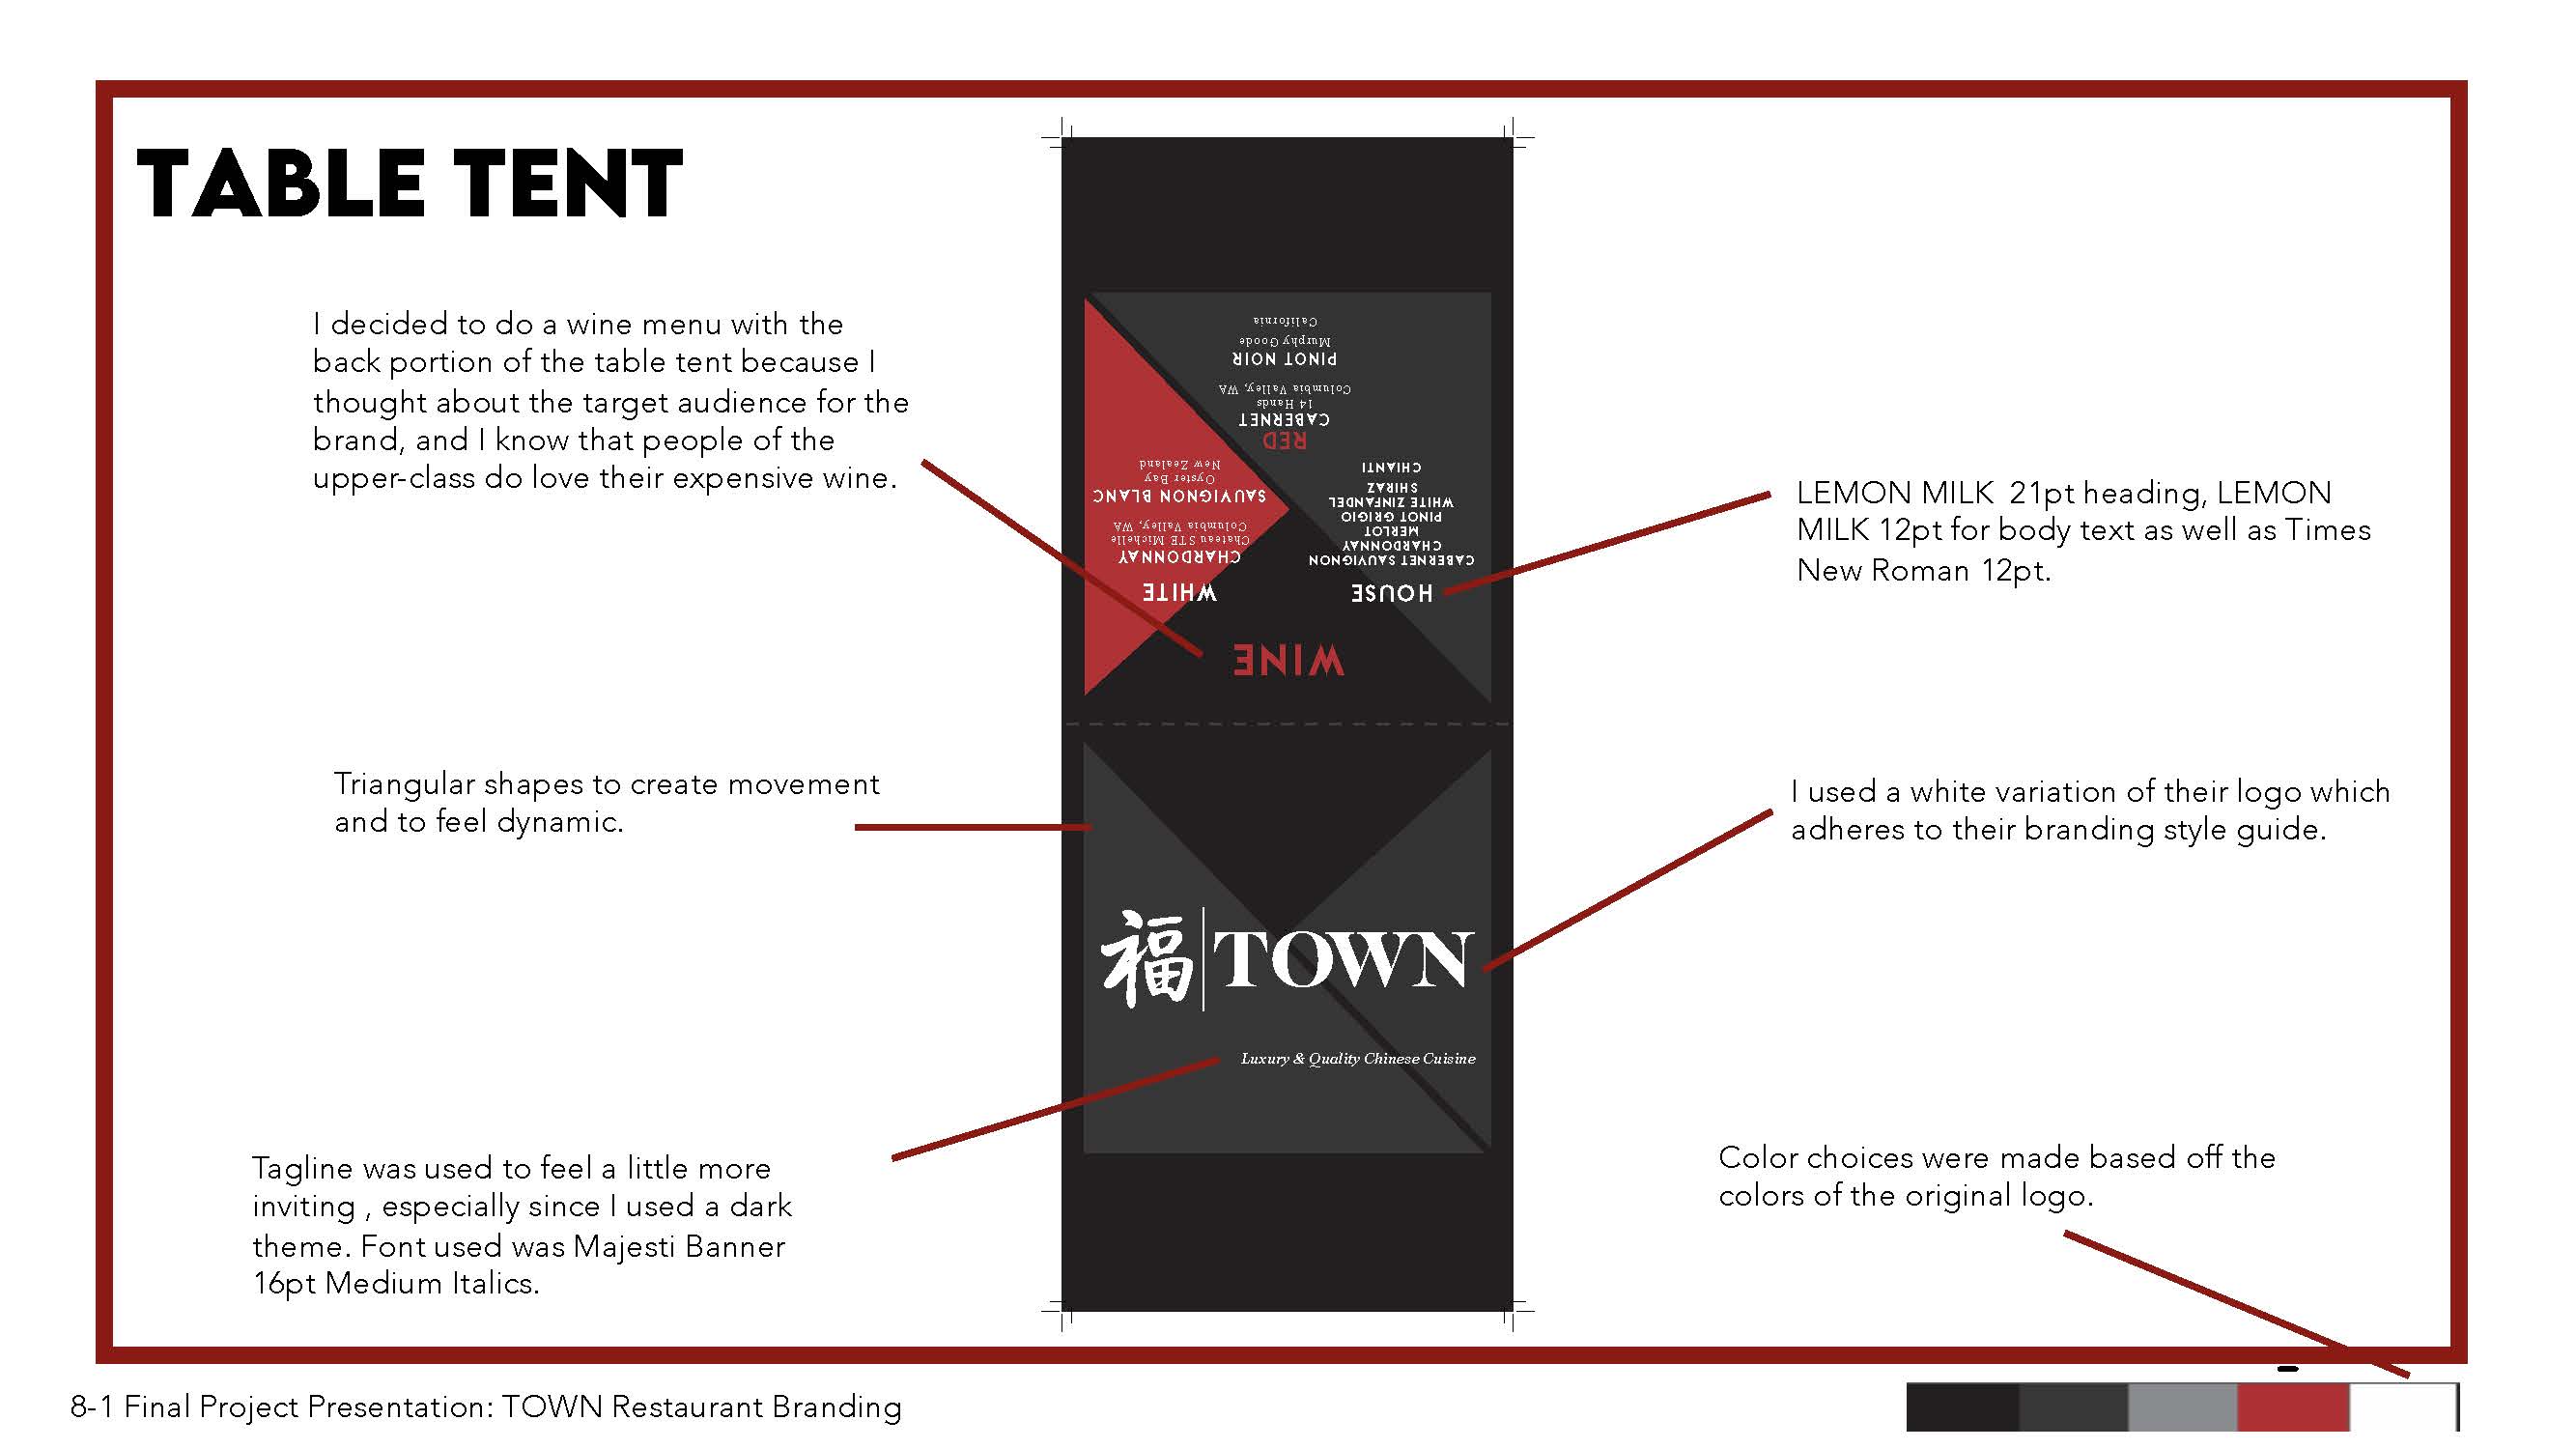 TABLE TENT
I decided to do a wine menu with the
back portion of the table tent because I
thought about the target audience for the
brand, and I know that people of the
upper-class do love their expensive wine.
Triangular shapes to create movement
and to feel dynamic.
Tagline was used to feel a little more
inviting , especially since I used a dark
theme. Font used was Majesti Banner
16pt Medium Italics.
WINE
WHITE
CHARDONNAY
Chateau STE Michelle
Columbia Valley, WA
SAUVIGNON BLANC
Oyster Bay
New Zealand
HOUSE
CABERNET SAUVIGNON
CHARDONNAY
MERLOT
PINOT GRIGIO
WHITE ZINFANDEL
SHIRAZ
CHIANTI
RED
CABERNET
14 Hands
Columbia Valley, WA
PINOT NOIR
Murphy Goode
California
福 TOWN
Luxury & Quality Chinese Cuisine
LEMON MILK 21pt heading, LEMON
MILK 12pt for body text as well as Times
New Roman 12pt.
I used a white variation of their logo which
adheres to their branding style guide.
Color choices were made based off the
colors of the original logo.
8-1 Final Project Presentation: TOWN Restaurant Branding